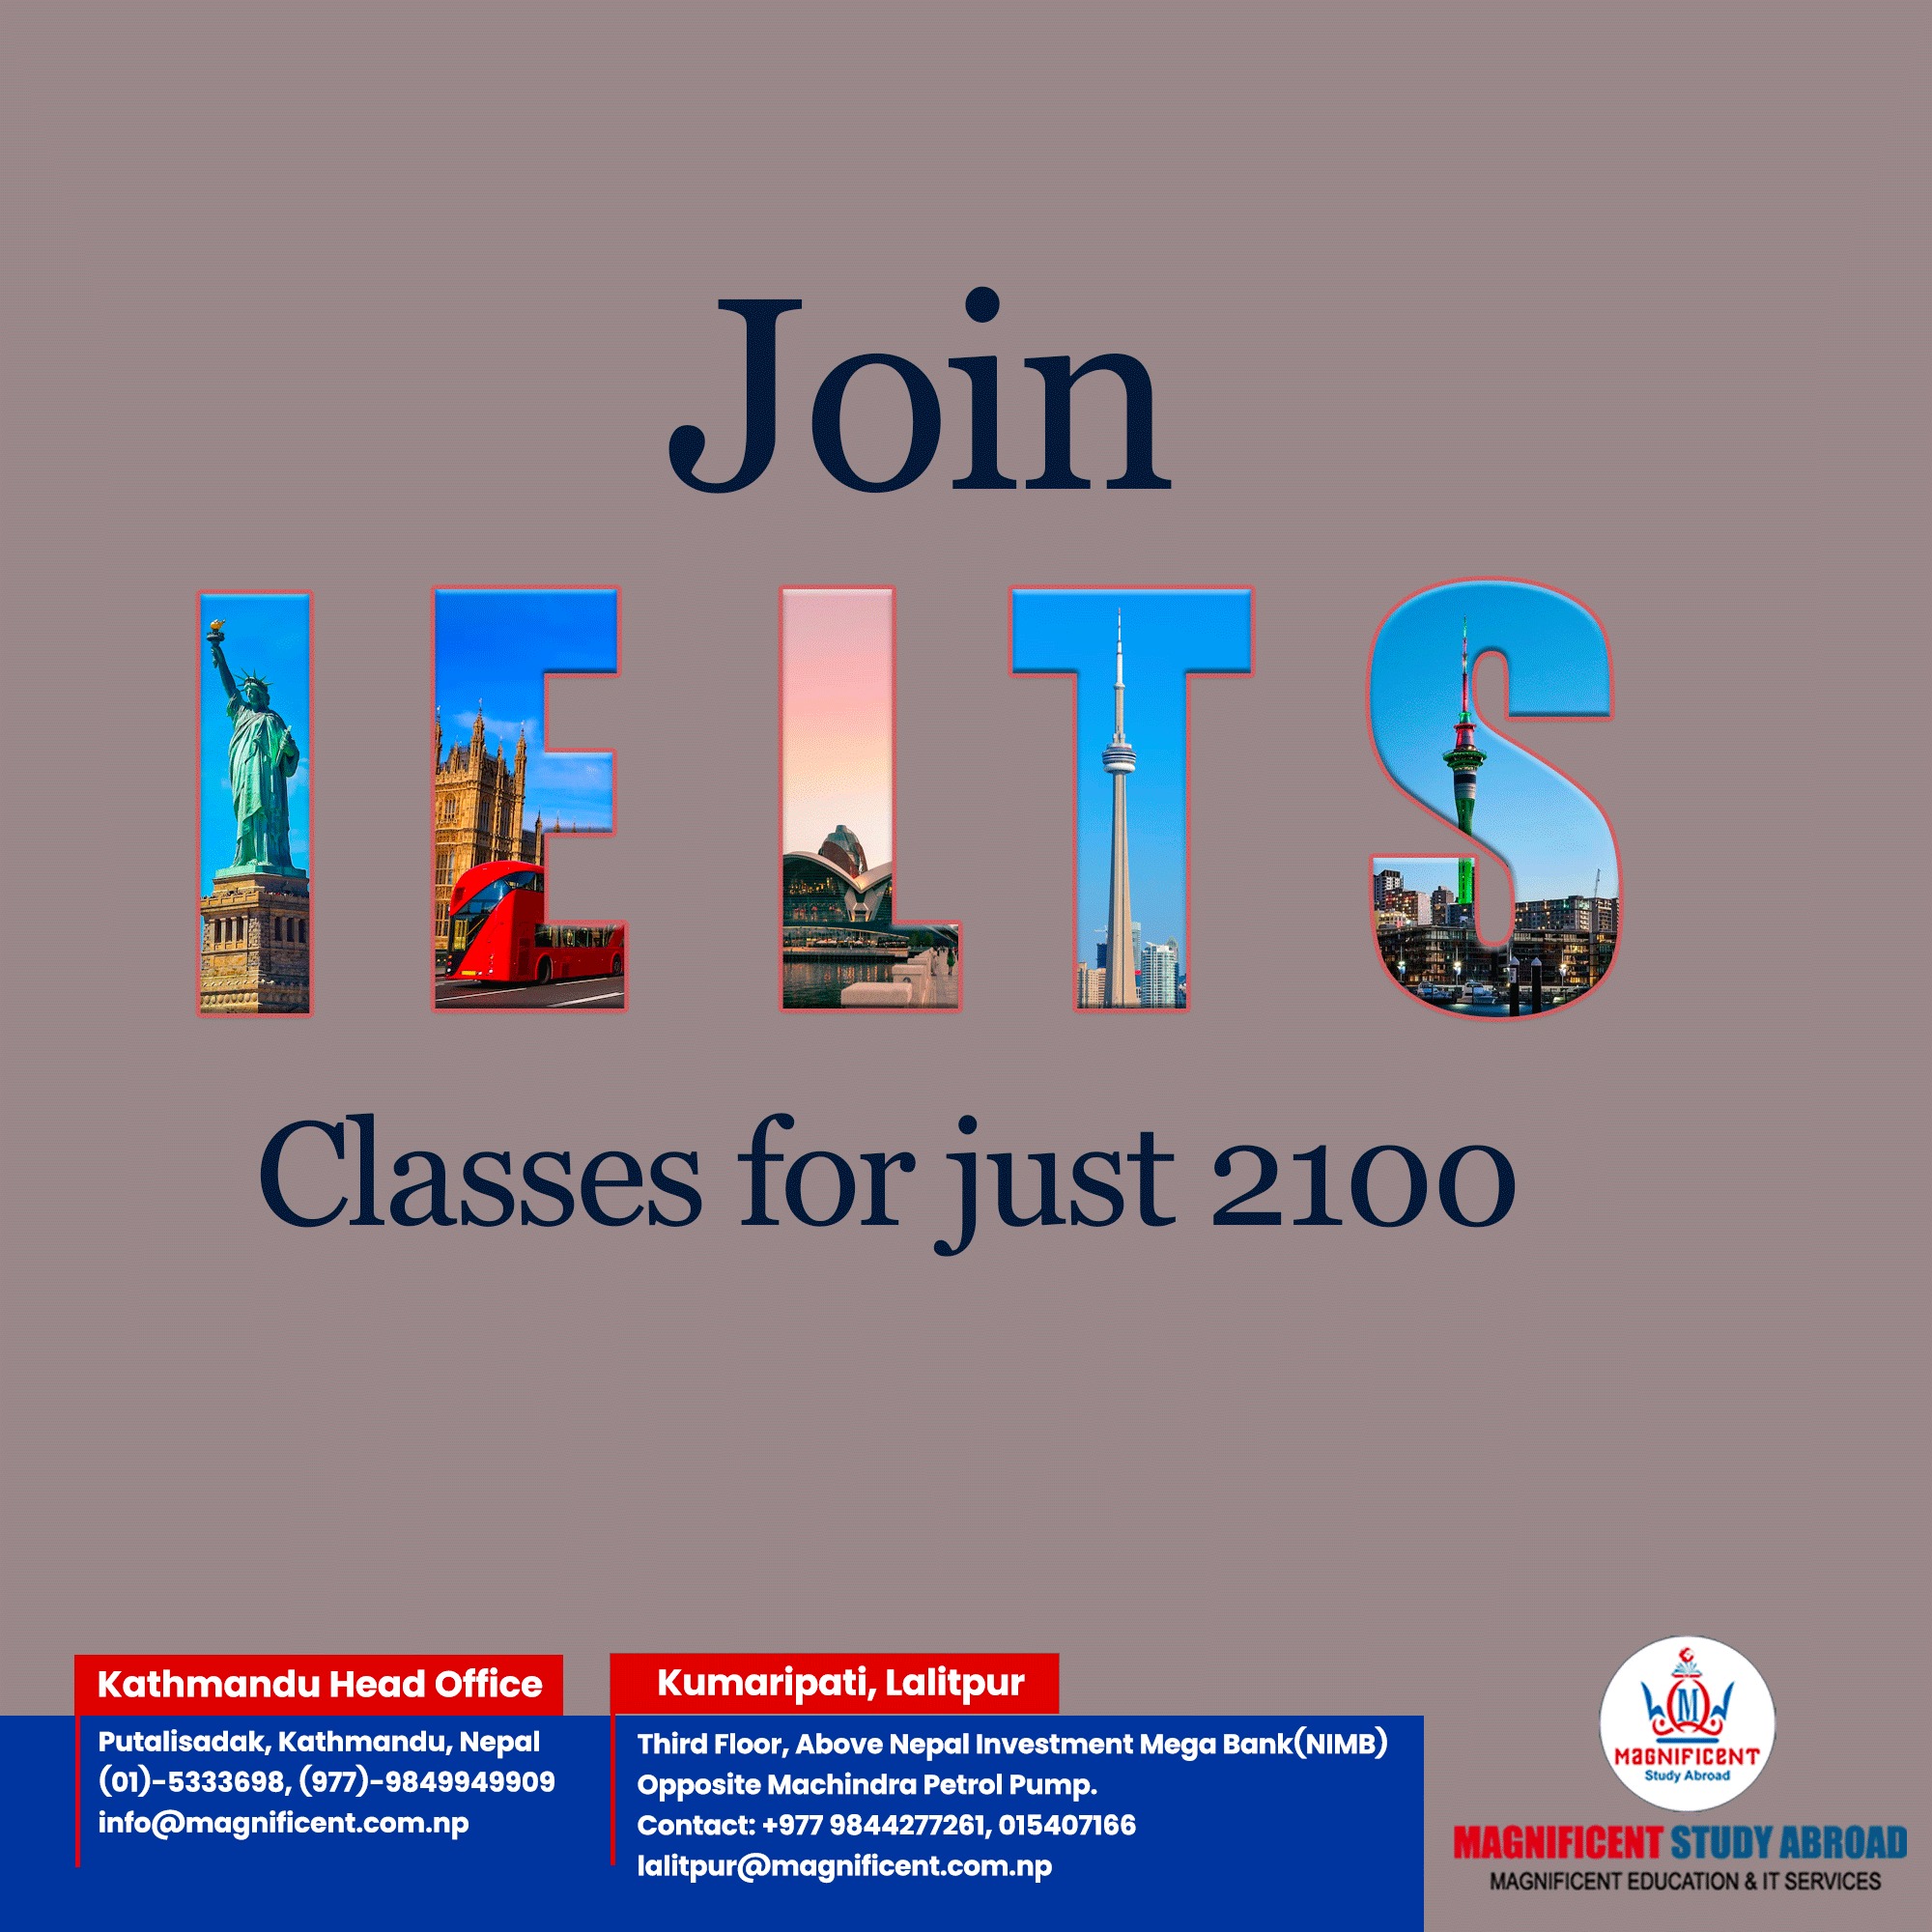 Join
IELTS
Classes for just 2100
Kathmandu Head Office
Putalisadak, Kathmandu, Nepal
(01)-5333698, (977)-9849949909
info@magnificent.com.np
Kumaripati, Lalitpur
Third Floor, Above Nepal Investment Mega Bank(NIMB)
Opposite Machindra Petrol Pump.
Contact: +977 9844277261, 015407166
lalitpur@magnificent.com.np
M
MAGNIFICENT
Study Abroad
MAGNIFICENT STUDY ABROAD
MAGNIFICENT EDUCATION & IT SERVICES